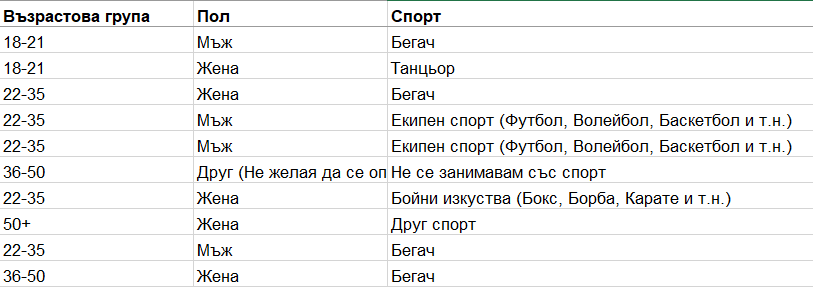 Възрастова група Пол Спорт
18-21 Мъж Бегач
18-21 Жена Танцьор
22-35 Жена Бегач
22-35 Мъж Екипен спорт (Футбол, Волейбол, Баскетбол и т.н.)
22-35 Мъж Екипен спорт (Футбол, Волейбол, Баскетбол и т.н.)
36-50 Друг (Не желая да се оп Не се занимавам със спорт
22-35 Жена Бойни изкуства (Бокс, Борба, Карате и т.н.)
50+ Жена Друг спорт
22-35 Мъж Бегач
36-50 Жена Бегач